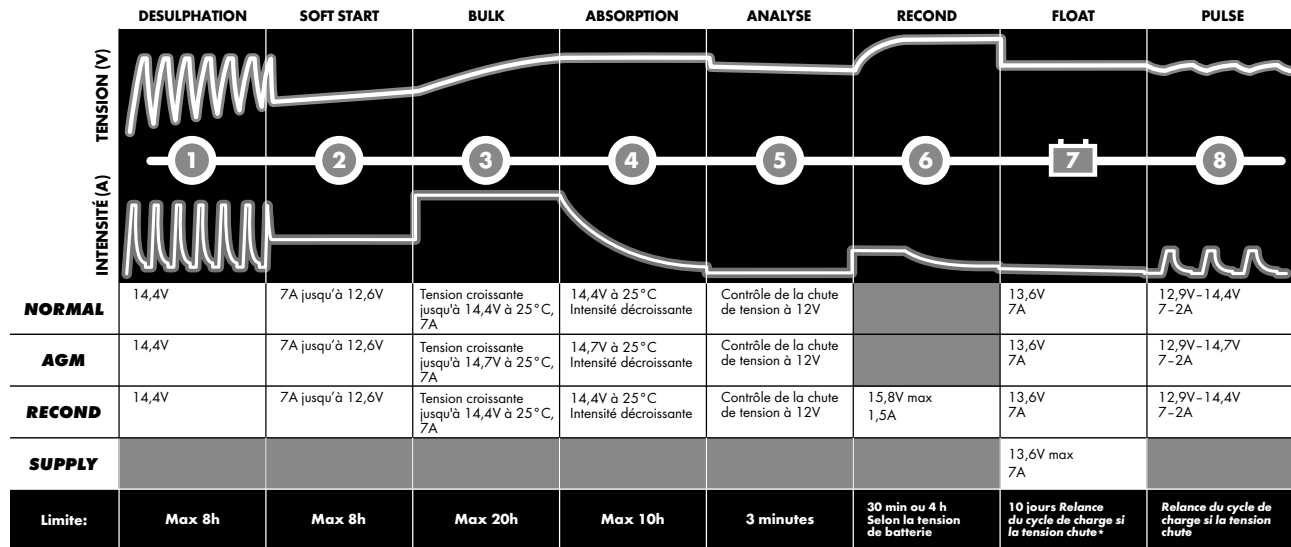 DESULPHATION SOFT START BULK ABSORPTION ANALYSE RECOND FLOAT PULSE
TENSION (V)
1 2 3 4 5 6 7 8
INTENSITÉ (A)
NORMAL
14,4V
7A jusqu'à 12,6V
Tension croissante
jusqu'à 14,4V à 25°C,
7A
14,4V à 25°C
Intensité décroissante
Contrôle de la chute
de tension à 12V
13,6V
7A
12,9V–14,4V
7–2A
AGM
14,4V
7A jusqu'à 12,6V
Tension croissante
jusqu'à 14,7V à 25°C,
7A
14,7V à 25°C
Intensité décroissante
Contrôle de la chute
de tension à 12V
13,6V
7A
12,9V–14,7V
7–2A
RECOND
14,4V
7A jusqu'à 12,6V
Tension croissante
jusqu'à 14,4V à 25°C,
7A
14,4V à 25°C
Intensité décroissante
Contrôle de la chute
de tension à 12V
15,8V max
1,5A
13,6V
7A
12,9V–14,4V
7–2A
SUPPLY
13,6V max
7A
Limite:
Max 8h
Max 8h
Max 20h
Max 10h
3 minutes
30 min ou 4 h
Selon la tension
de batterie
10 jours Relance
du cycle de charge si
la tension chute*
Relance du cycle de
charge si la tension
chute